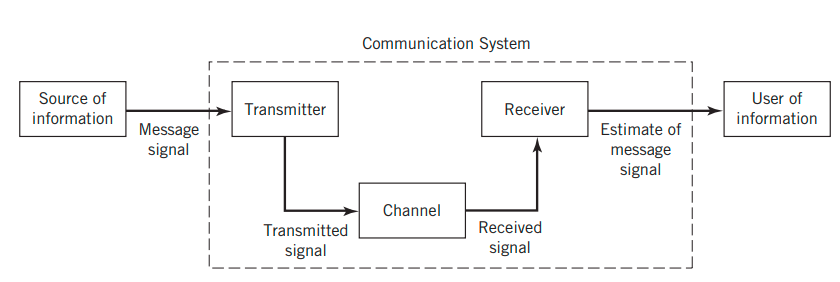 Communication System
Source of
information
Message
signal
Transmitter
Transmitted
signal
Channel
Received
signal
Receiver
Estimate of
message
signal
User of
information